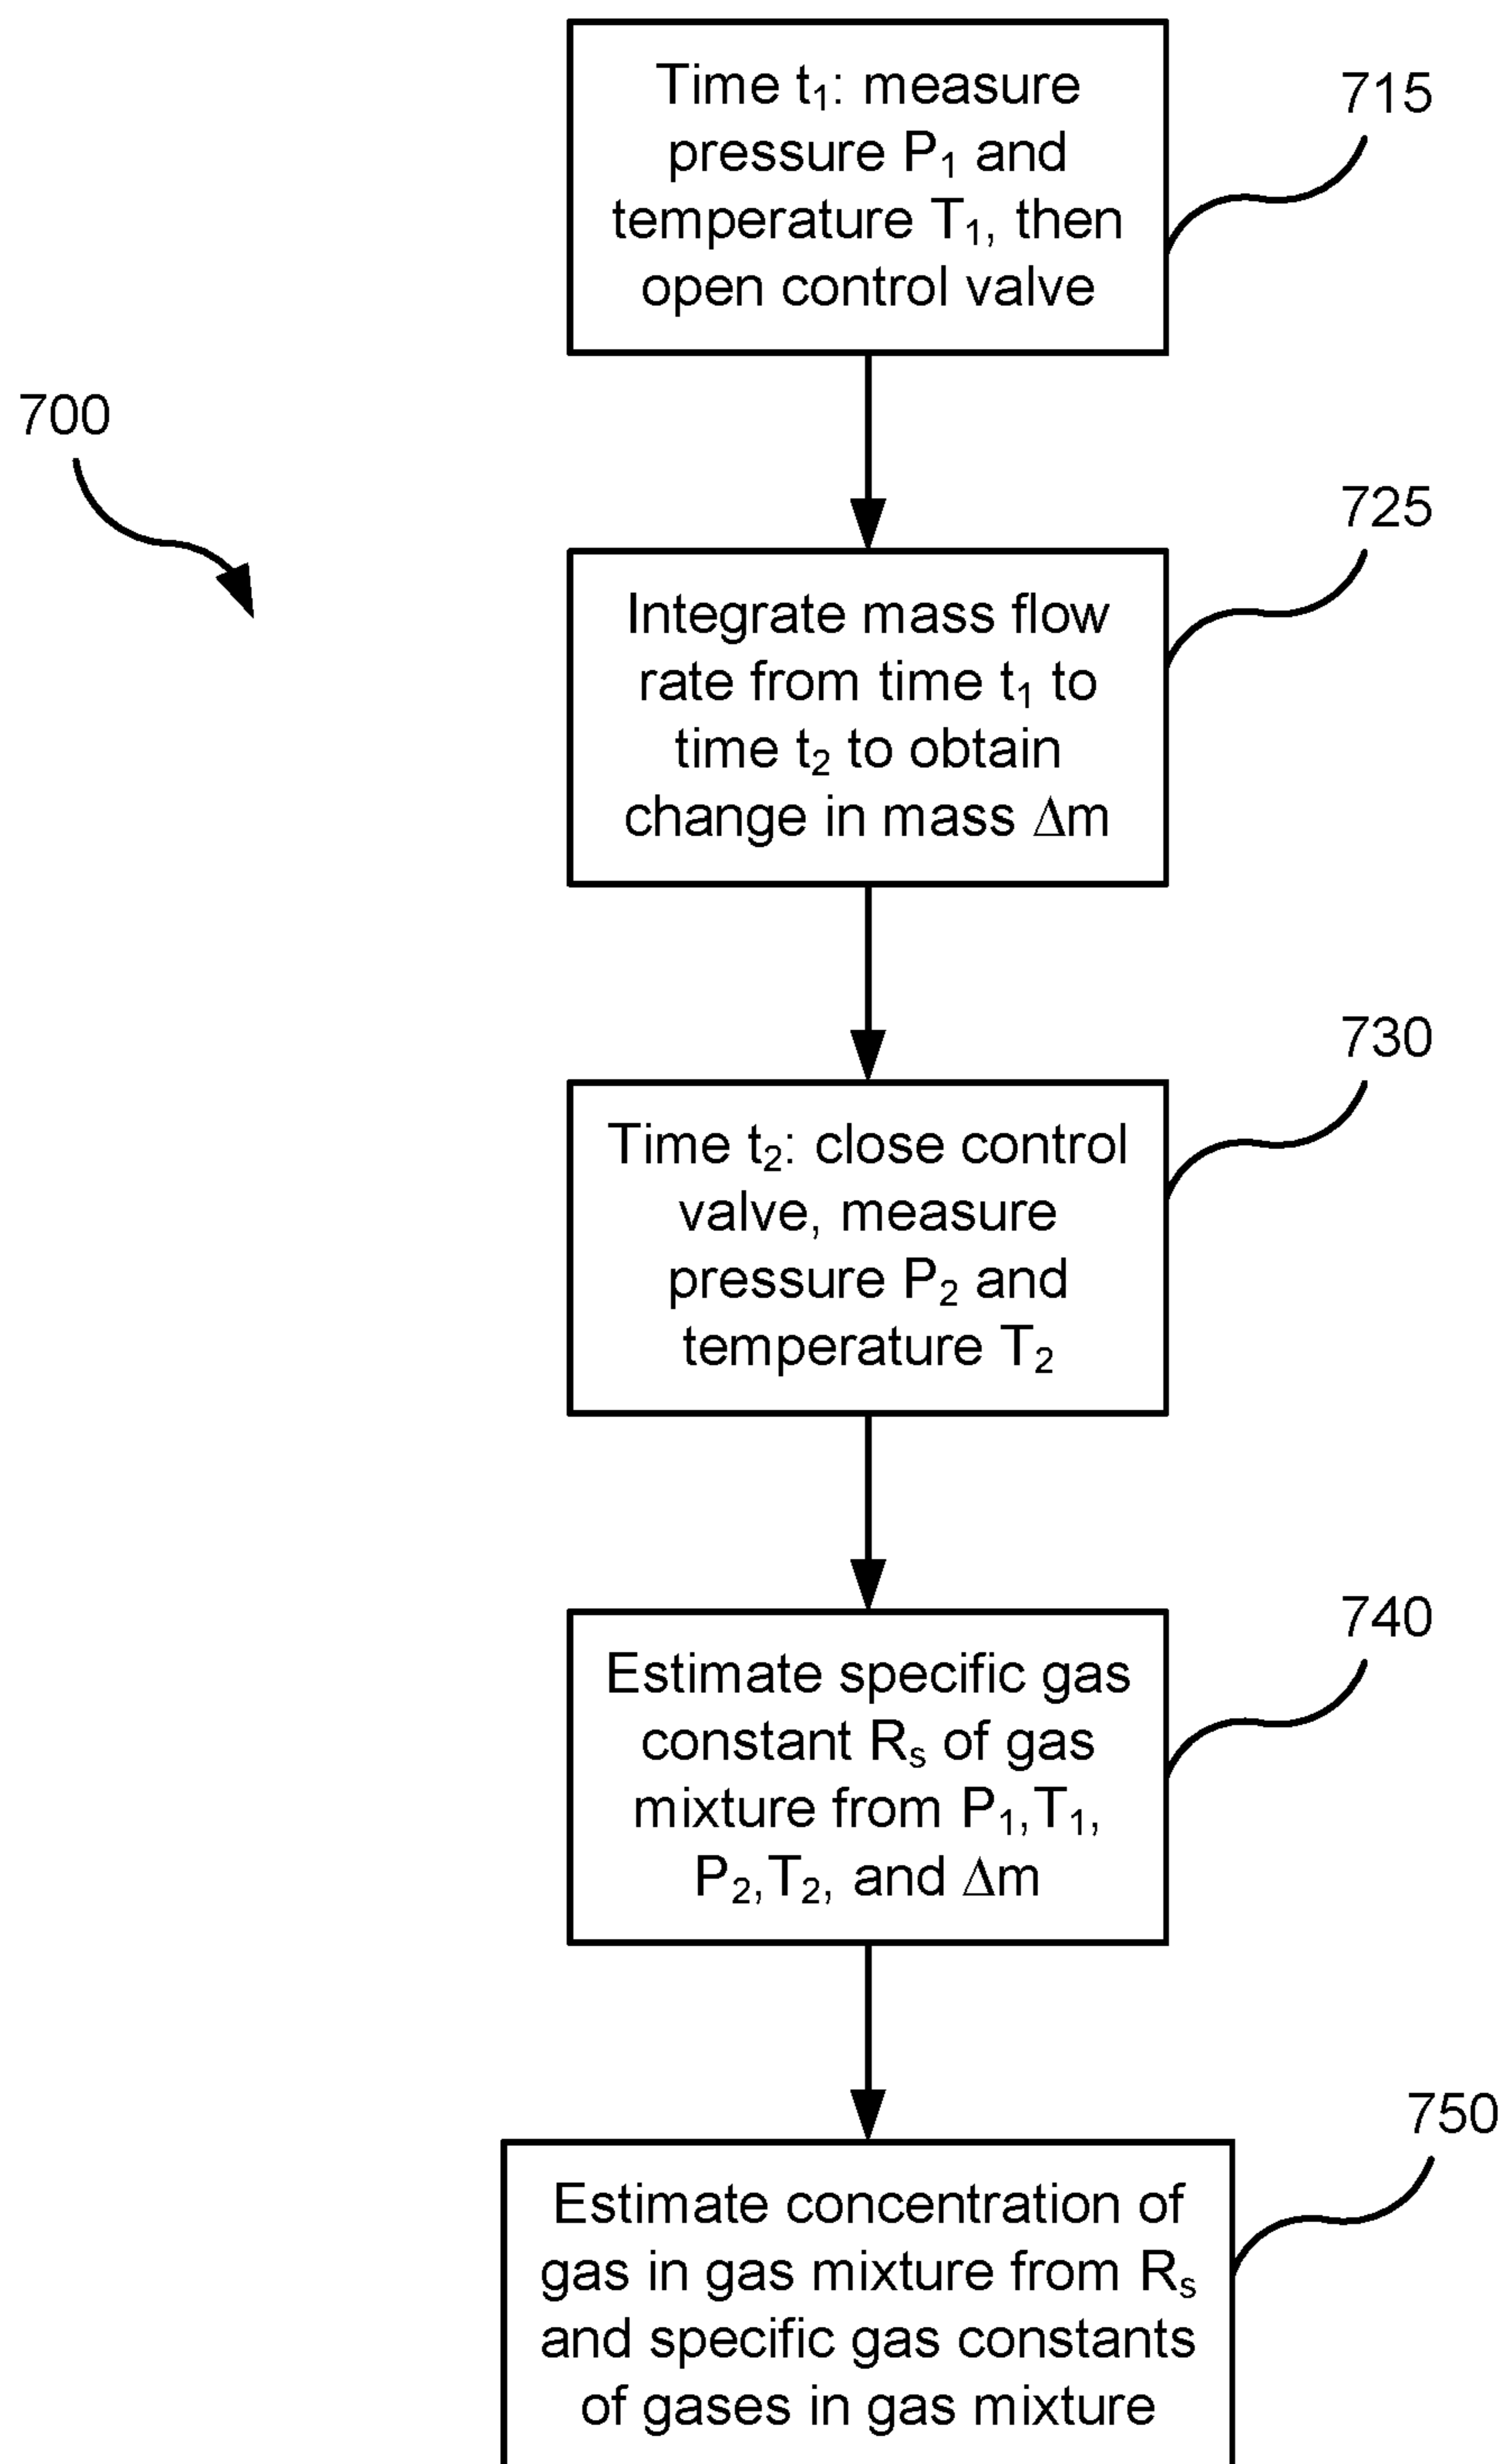 Time t₁: measure
pressure P₁ and
temperature T₁, then
open control valve
715
700
725
Integrate mass flow
rate from time t₁ to
time t₂ to obtain
change in mass Δm
730
Time t₂: close control
valve, measure
pressure P₂ and
temperature T₂
740
Estimate specific gas
constant Rₛ of gas
mixture from P₁,T₁,
P₂,T₂, and Δm
750
Estimate concentration of
gas in gas mixture from Rₛ
and specific gas constants
of gases in gas mixture